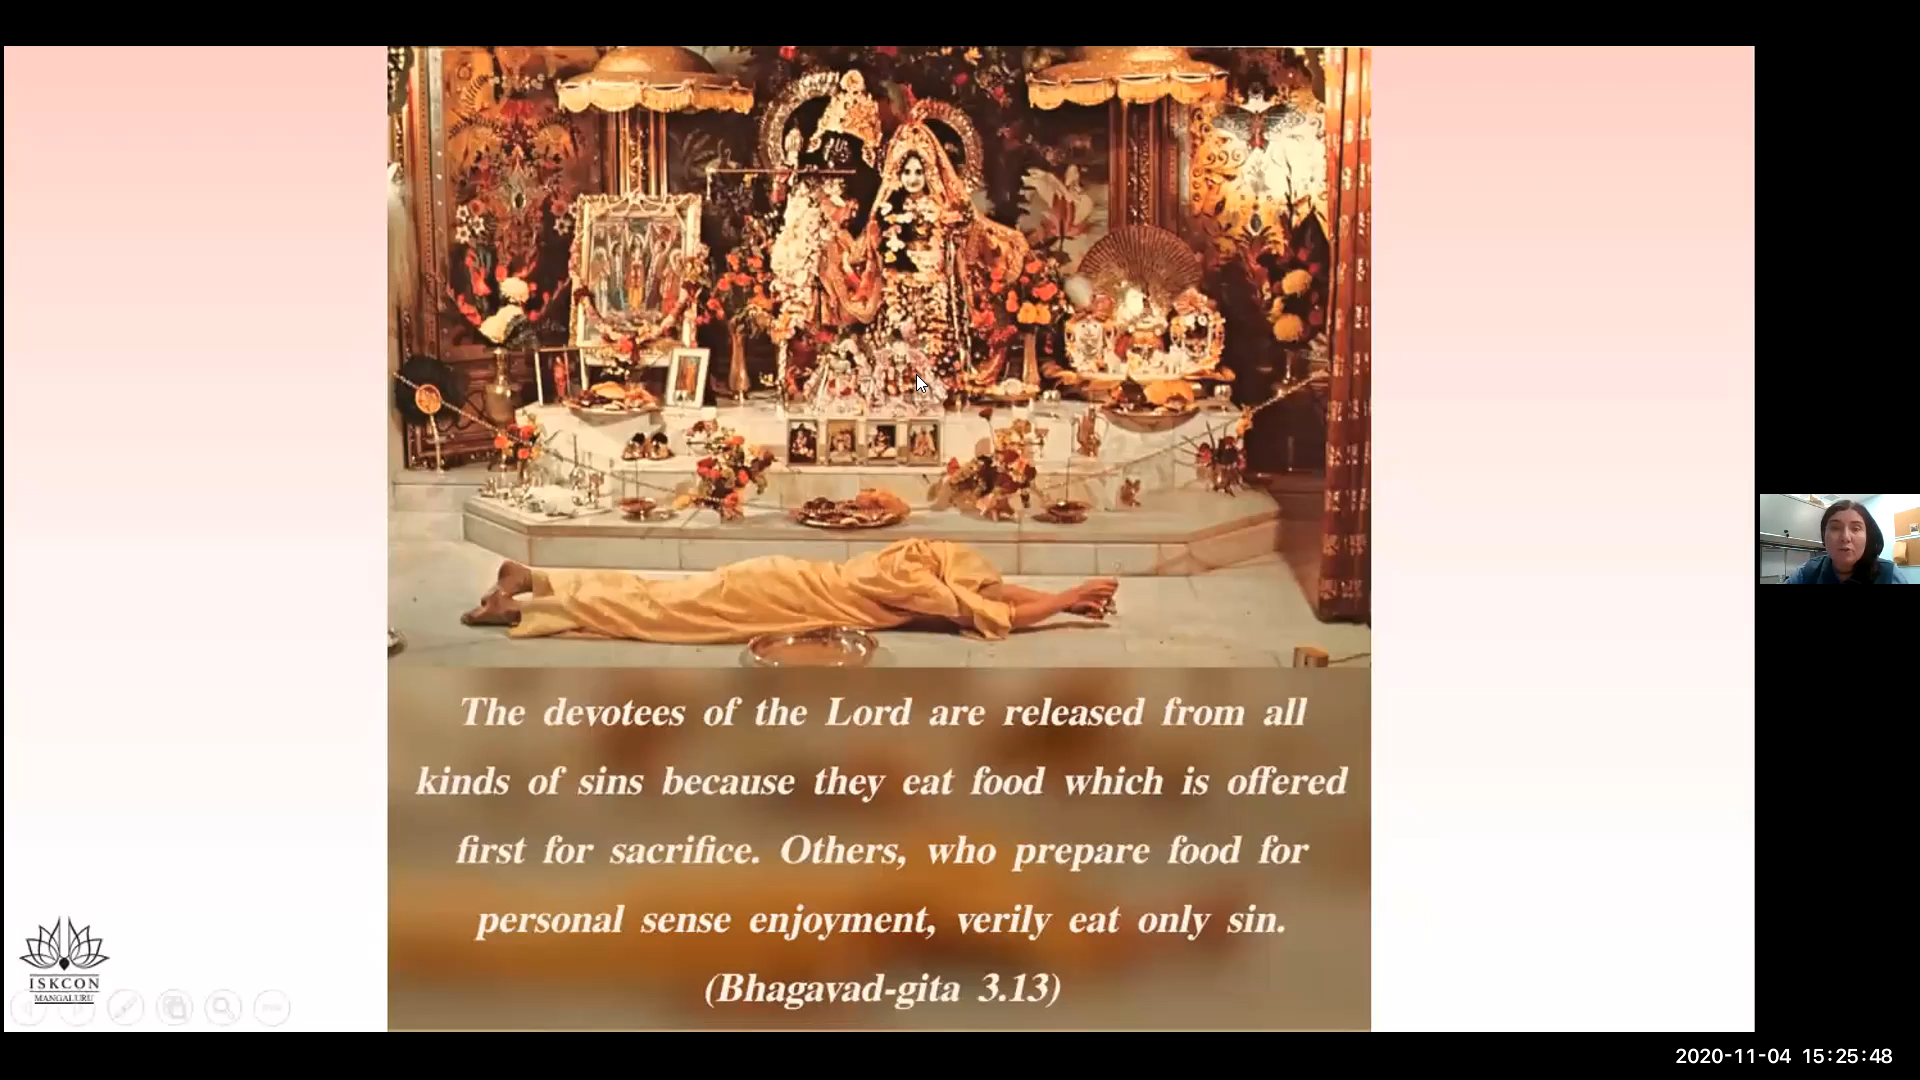 The devotees of the Lord are released from all
kinds of sins because they eat food which is offered
first for sacrifice. Others, who prepare food for
personal sense enjoyment, verily eat only sin.
(Bhagavad-gita 3.13)
ISKCON
MANGALURU
2020-11-04 15:25:48